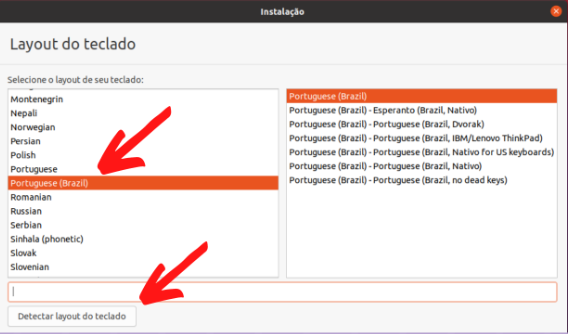 Instalação
Layout do teclado
Selecione o layout de seu teclado:
Montenegrin
Nepali
Norwegian
Persian
Polish
Portuguese
Portuguese (Brazil)
Romanian
Russian
Serbian
Sinhala (phonetic)
Slovak
Slovenian
Portuguese (Brazil)
Portuguese (Brazil) - Esperanto (Brazil, Nativo)
Portuguese (Brazil) - Portuguese (Brazil, Dvorak)
Portuguese (Brazil) - Portuguese (Brazil, IBM/Lenovo ThinkPad)
Portuguese (Brazil) - Portuguese (Brazil, Nativo for US keyboards)
Portuguese (Brazil) - Portuguese (Brazil, Nativo)
Portuguese (Brazil) - Portuguese (Brazil, no dead keys)
Detectar layout do teclado